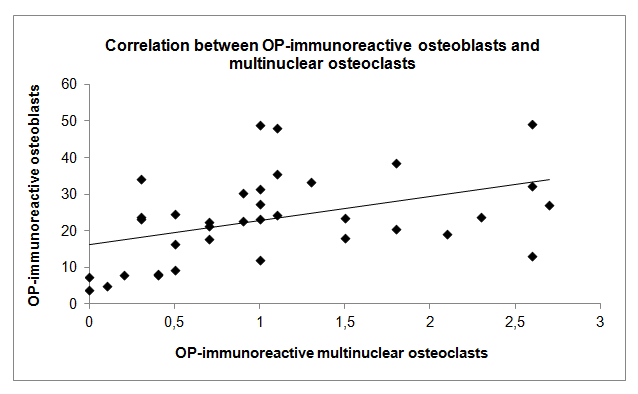 Correlation between OP-immunoreactive osteoblasts and
multinuclear osteoclasts
OP-immunoreactive osteoblasts
60
50
40
30
20
10
0
0 0,5 1 1,5 2 2,5 3
OP-immunoreactive multinuclear osteoclasts